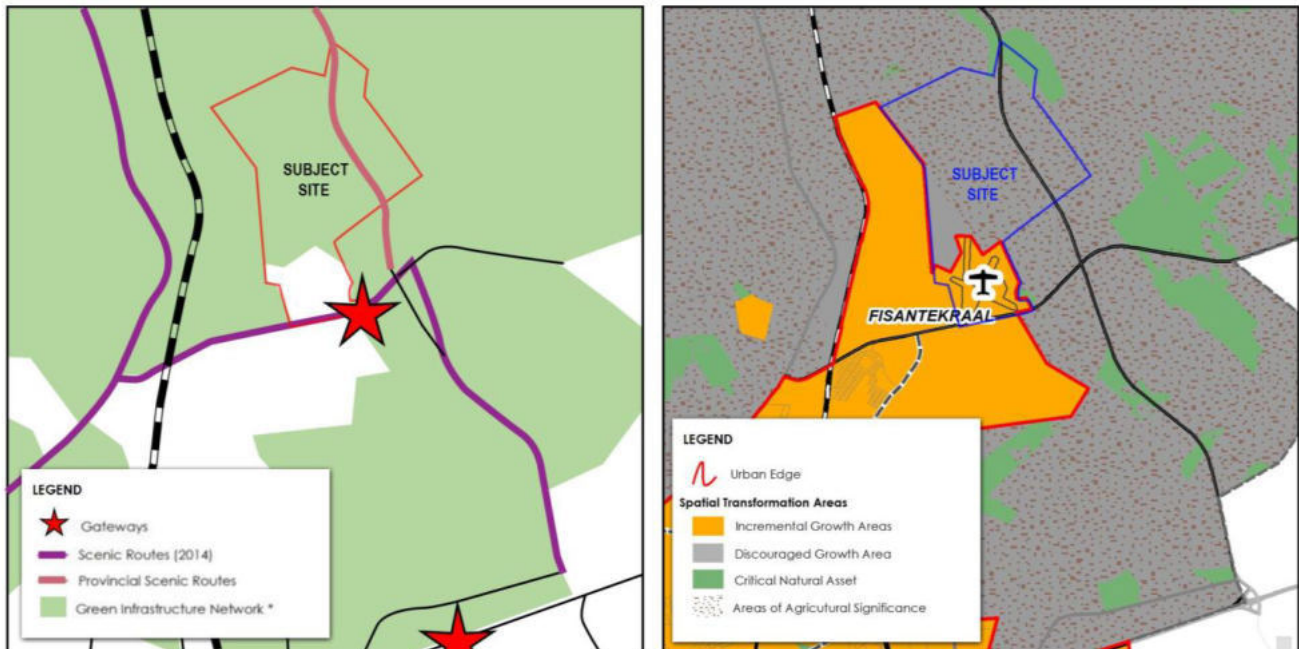 SUBJECT
SITE
LEGEND
Gateways
Scenic Routes (2014)
Provincial Scenic Routes
Green Infrastructure Network *
SUBJECT
SITE
FISANTEKRAAL
LEGEND
Urban Edge
Spatial Transformation Areas
Incremental Growth Areas
Discouraged Growth Area
Critical Natural Asset
Areas of Agricutural Significance